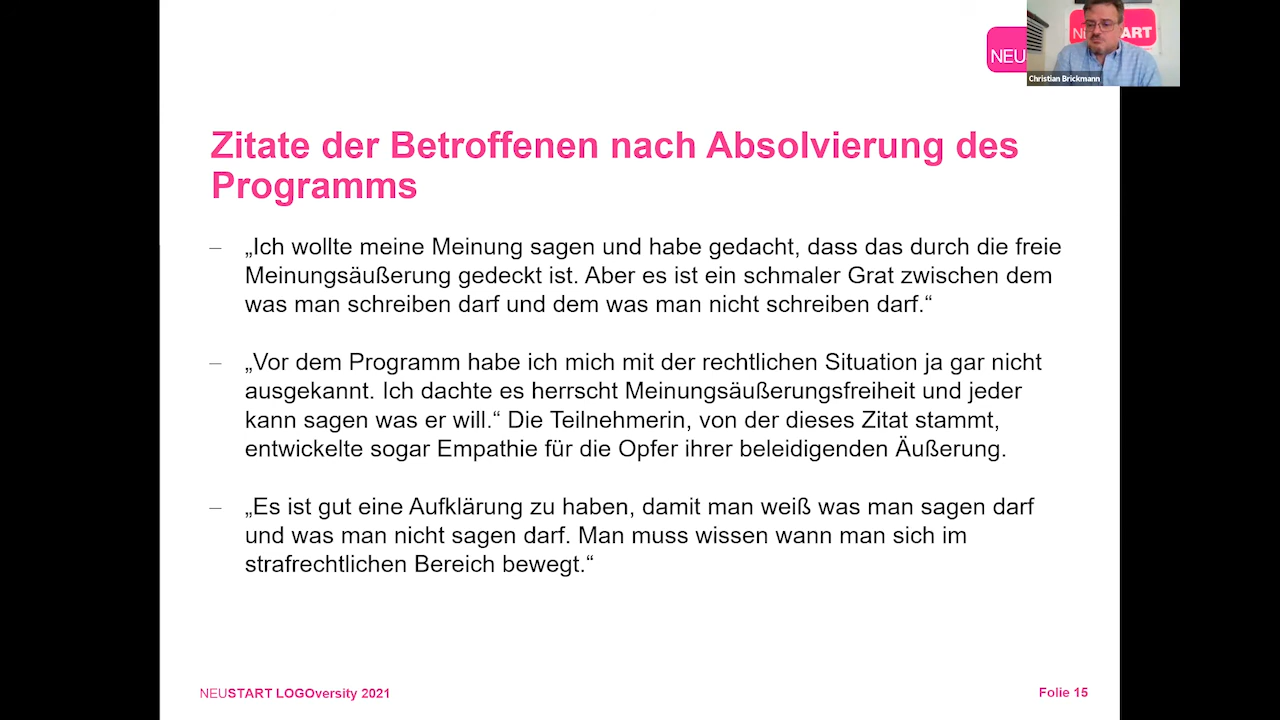 NEU
NEUSTART
Christian Brickmann
Zitate der Betroffenen nach Absolvierung des
Programms
– „Ich wollte meine Meinung sagen und habe gedacht, dass das durch die freie
Meinungsäußerung gedeckt ist. Aber es ist ein schmaler Grat zwischen dem
was man schreiben darf und dem was man nicht schreiben darf.“
– „Vor dem Programm habe ich mich mit der rechtlichen Situation ja gar nicht
ausgekannt. Ich dachte es herrscht Meinungsäußerungsfreiheit und jeder
kann sagen was er will.“ Die Teilnehmerin, von der dieses Zitat stammt,
entwickelte sogar Empathie für die Opfer ihrer beleidigenden Äußerung.
– „Es ist gut eine Aufklärung zu haben, damit man weiß was man sagen darf
und was man nicht sagen darf. Man muss wissen wann man sich im
strafrechtlichen Bereich bewegt.“
NEUSTART LOGOversity 2021
Folie 15